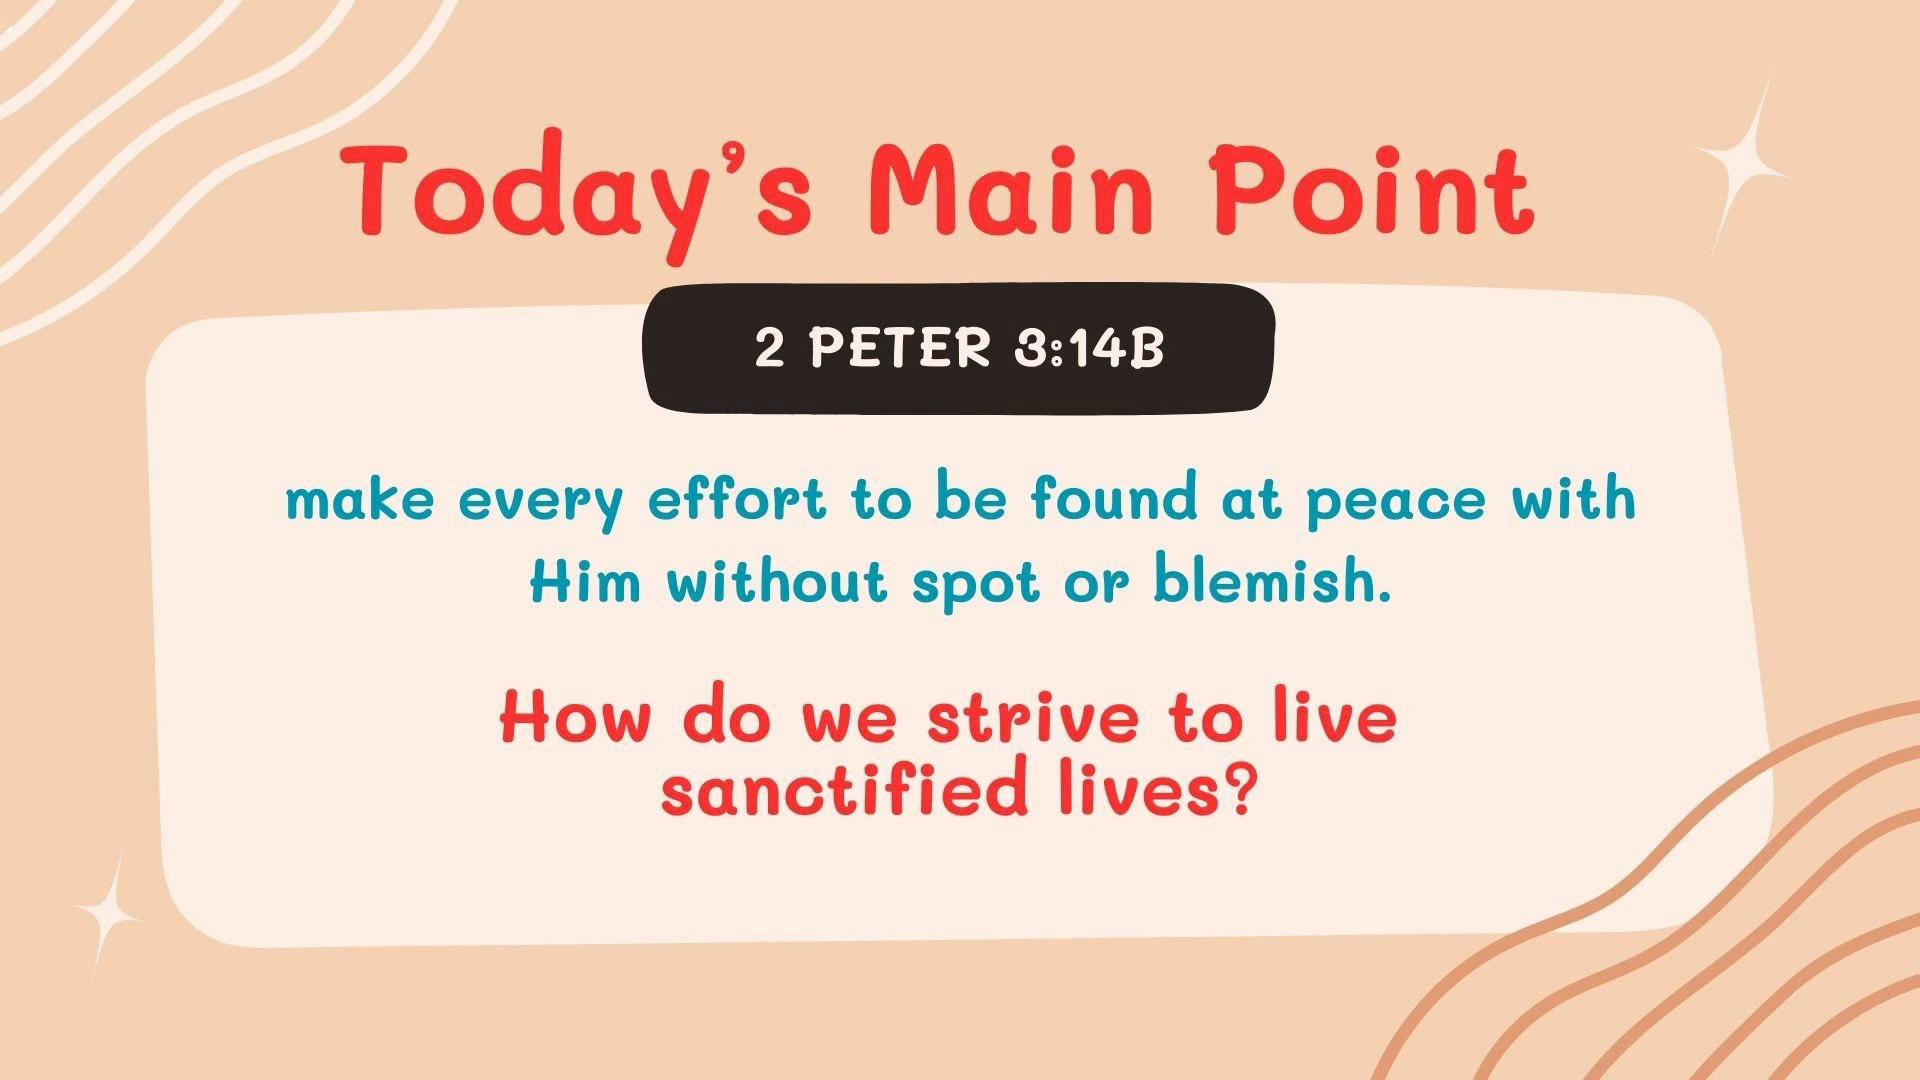 Today’s Main Point
2 PETER 3:14B
make every effort to be found at peace with
Him without spot or blemish.
How do we strive to live
sanctified lives?